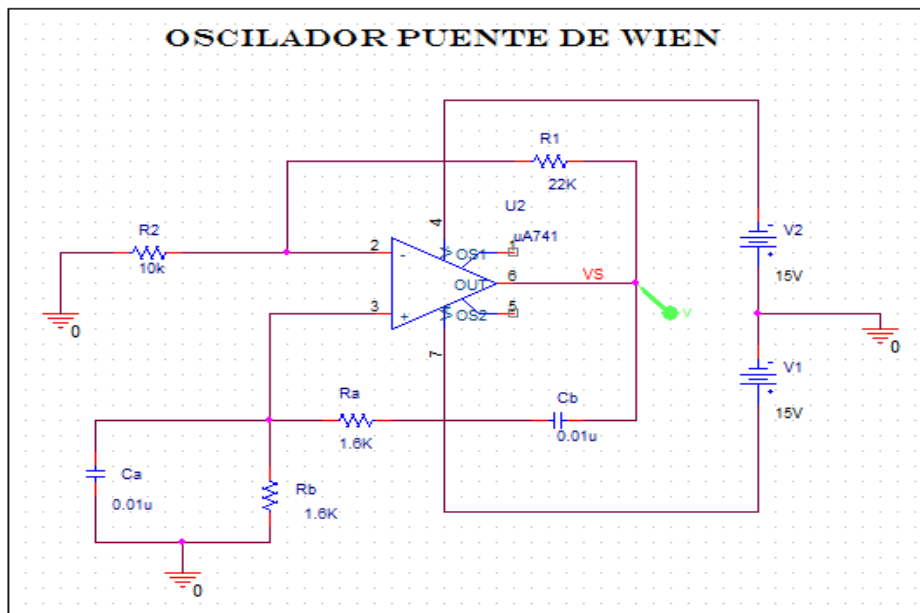 OSCILADOR PUENTE DE WIEN
R1
22K
U2
uA741
4
R2
10k
2
-
OS1
1
OUT
6
VS
V
3
+
OS2
5
7
0
V2
-
+
15V
0
V1
-
+
15V
Ra
1.6K
Cb
0.01u
Ca
0.01u
Rb
1.6K
0